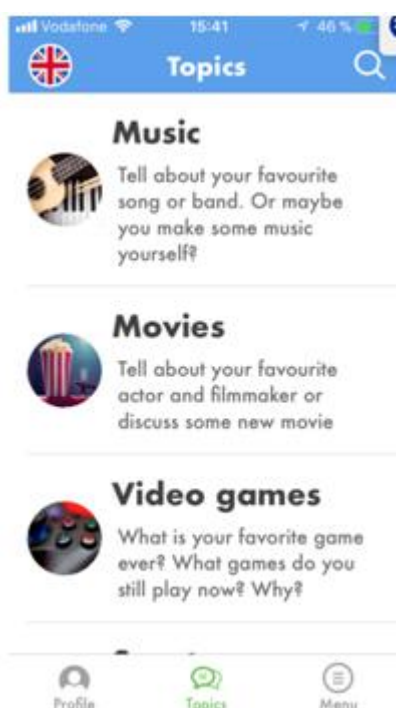 Vodafone 15:41 46 %
Topics
Music
Tell about your favourite
song or band. Or maybe
you make some music
yourself?
Movies
Tell about your favourite
actor and filmmaker or
discuss some new movie
Video games
What is your favorite game
ever? What games do you
still play now? Why?
Profile Topics Menu